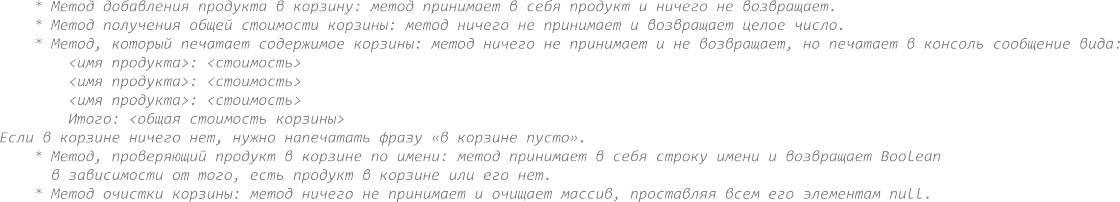 * Метод добавления продукта в корзину: метод принимает в себя продукт и ничего не возвращает.
* Метод получения общей стоимости корзины: метод ничего не принимает и возвращает целое число.
* Метод, который печатает содержимое корзины: метод ничего не принимает и не возвращает, но печатает в консоль сообщение вида:
<имя продукта>: <стоимость>
<имя продукта>: <стоимость>
<имя продукта>: <стоимость>
Итого: <общая стоимость корзины>
Если в корзине ничего нет, нужно напечатать фразу «в корзине пусто».
* Метод, проверяющий продукт в корзине по имени: метод принимает в себя строку имени и возвращает Boolean
в зависимости от того, есть продукт в корзине или его нет.
* Метод очистки корзины: метод ничего не принимает и очищает массив, проставляя всем его элементам null.